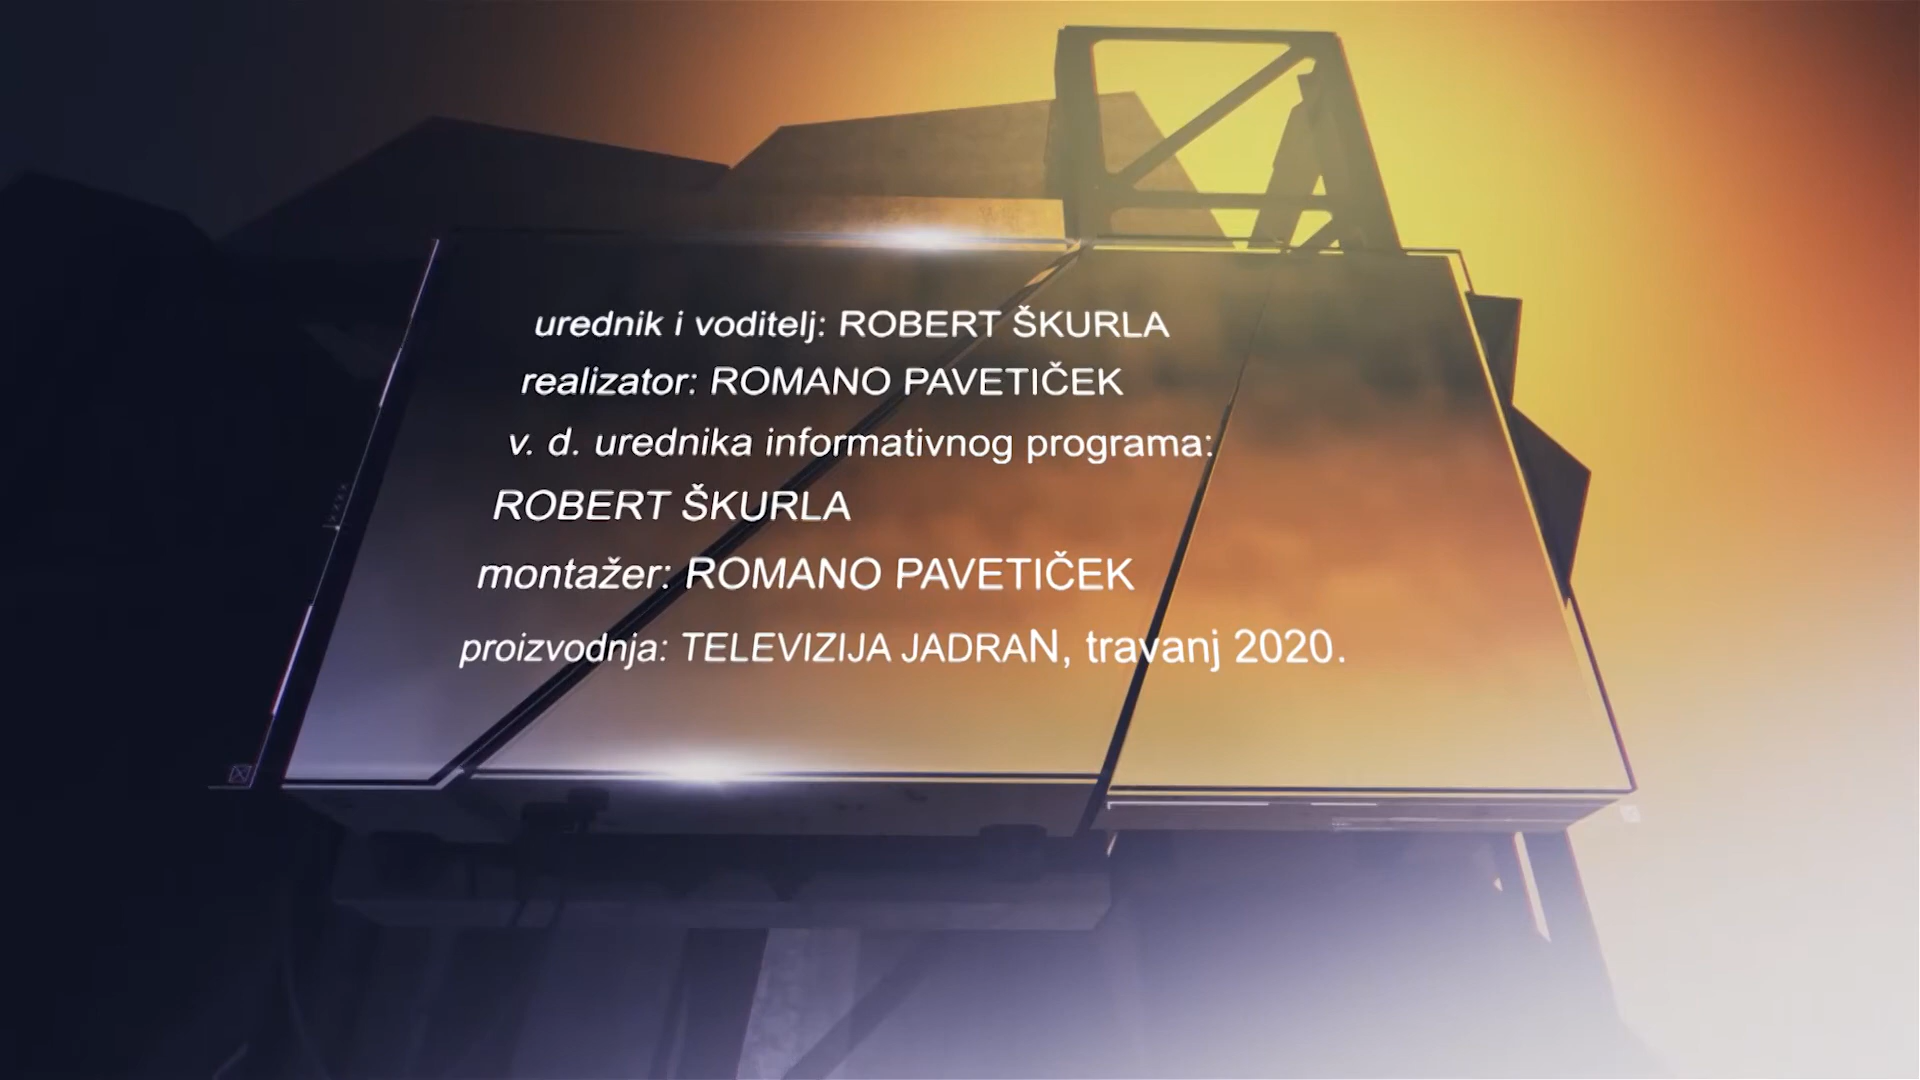 urednik i voditelj: ROBERT ŠKURLA
realizator: ROMANO PAVETIČEK
v. d. urednika informativnog programa:
ROBERT ŠKURLA
montažer: ROMANO PAVETIČEK
proizvodnja: TELEVIZIJA JADRAN, travanj 2020.